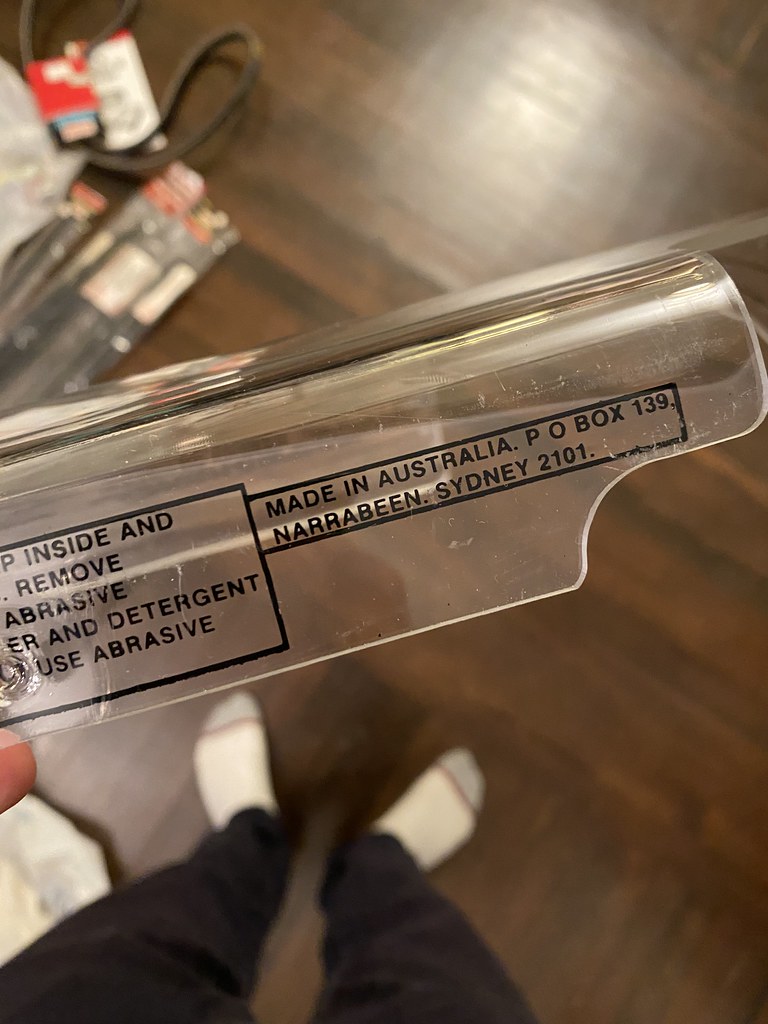 MADE IN AUSTRALIA. P O BOX 139,
NARRABEEN. SYDNEY 2101.
P INSIDE AND
. REMOVE
ABRASIVE
ER AND DETERGENT
USE ABRASIVE